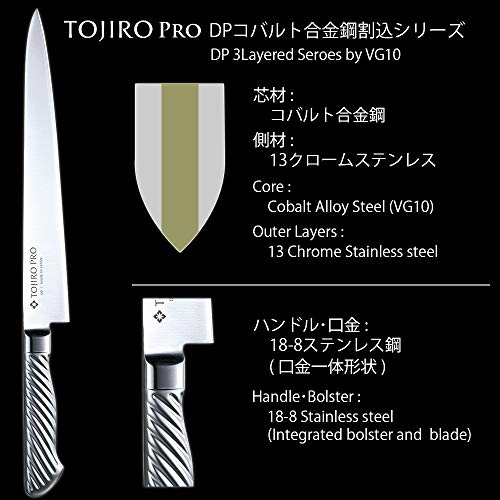 TOJIRO PRO DPコバルト合金鋼割込シリーズ
DP 3Layered Seroes by VG10
芯材 :
コバルト合金鋼
側材 :
13クロームステンレス
Core :
Cobalt Alloy Steel (VG10)
Outer Layers :
13 Chrome Stainless steel
TOJIRO PRO
ハンドル・口金 :
18-8ステンレス鋼
( 口金一体形状 )
Handle・Bolster :
18-8 Stainless steel
(Integrated bolster and blade)